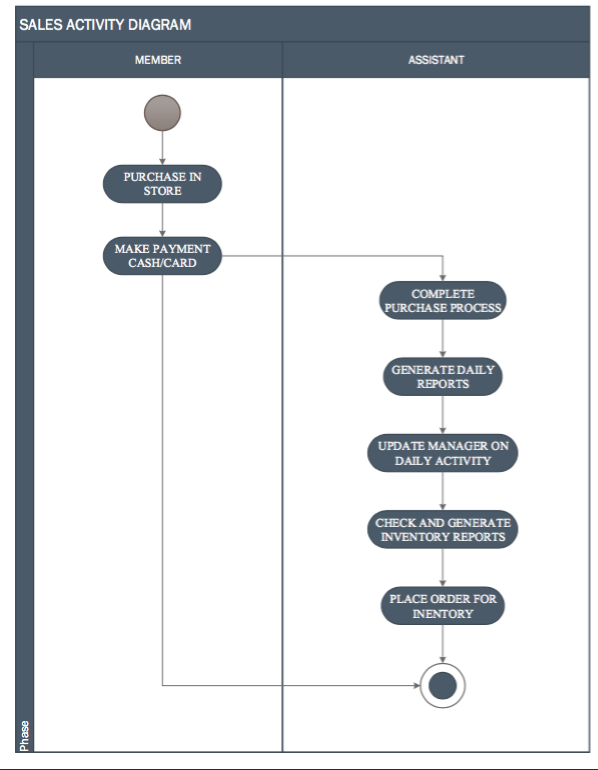 SALES ACTIVITY DIAGRAM
MEMBER
ASSISTANT
PURCHASE IN
STORE
MAKE PAYMENT
CASH/CARD
COMPLETE
PURCHASE PROCESS
GENERATE DAILY
REPORTS
UPDATE MANAGER ON
DAILY ACTIVITY
CHECK AND GENERATE
INVENTORY REPORTS
PLACE ORDER FOR
INENTORY
Phase